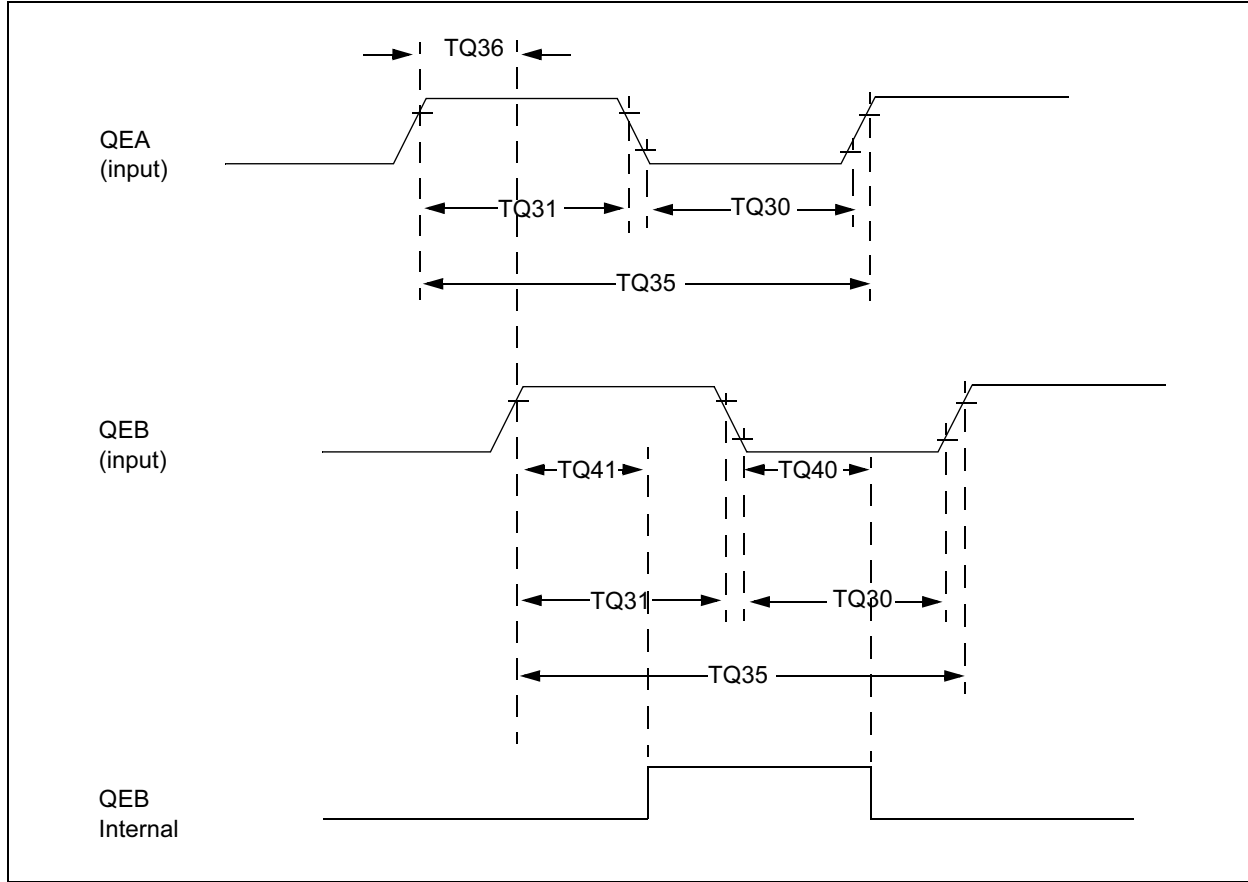 TQ36
QEA
(input)
TQ31
TQ30
TQ35
QEB
(input)
TQ41
TQ40
TQ31
TQ30
TQ35
QEB
Internal